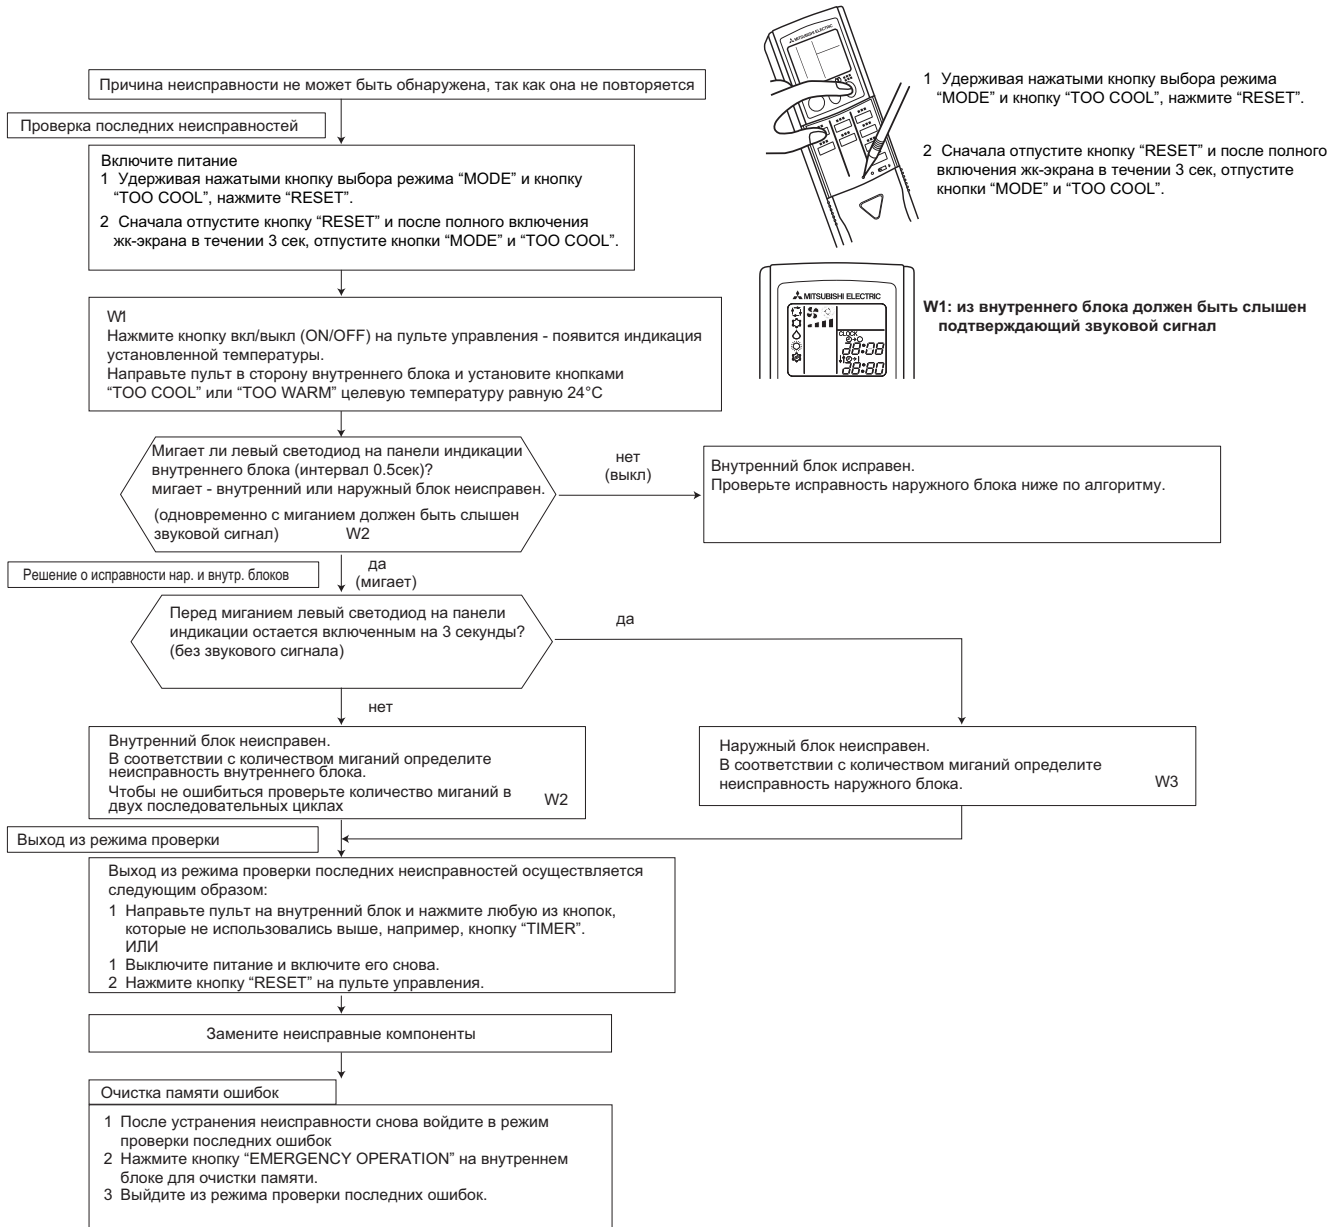 Причина неисправности не может быть обнаружена, так как она не повторяется
Проверка последних неисправностей
Включите питание
1 Удерживая нажатыми кнопку выбора режима “MODE” и кнопку
“TOO COOL”, нажмите “RESET”.
2 Сначала отпустите кнопку “RESET” и после полного включения
жк-экрана в течении 3 сек, отпустите кнопки “MODE” и “TOO COOL”.
MITSUBISHI ELECTRIC
1 Удерживая нажатыми кнопку выбора режима
“MODE” и кнопку “TOO COOL”, нажмите “RESET”.
2 Сначала отпустите кнопку “RESET” и после полного
включения жк-экрана в течении 3 сек, отпустите
кнопки “MODE” и “TOO COOL”.
MITSUBISHI ELECTRIC
CLOCK
28:08
28:80
W1: из внутреннего блока должен быть слышен
подтверждающий звуковой сигнал
W1
Нажмите кнопку вкл/выкл (ON/OFF) на пульте управления - появится индикация
установленной температуры.
Направьте пульт в сторону внутреннего блока и установите кнопками
“TOO COOL” или “TOO WARM” целевую температуру равную 24°C
Мигает ли левый светодиод на панели индикации
внутреннего блока (интервал 0.5сек)?
мигает - внутренний или наружный блок неисправен.
(одновременно с миганием должен быть слышен
звуковой сигнал) W2
нет
(выкл)
Внутренний блок исправен.
Проверьте исправность наружного блока ниже по алгоритму.
да
(мигает)
Решение о исправности нар. и внутр. блоков
Перед миганием левый светодиод на панели
индикации остается включенным на 3 секунды?
(без звукового сигнала)
да
нет
Внутренний блок неисправен.
В соответствии с количеством миганий определите
неисправность внутреннего блока.
Чтобы не ошибиться проверьте количество миганий в
двух последовательных циклах W2
Наружный блок неисправен.
В соответствии с количеством миганий определите
неисправность наружного блока. W3
Выход из режима проверки
Выход из режима проверки последних неисправностей осуществляется
следующим образом:
1 Направьте пульт на внутренний блок и нажмите любую из кнопок,
которые не использовались выше, например, кнопку “TIMER”.
ИЛИ
1 Выключите питание и включите его снова.
2 Нажмите кнопку “RESET” на пульте управления.
Замените неисправные компоненты
Очистка памяти ошибок
1 После устранения неисправности снова войдите в режим
проверки последних ошибок
2 Нажмите кнопку “EMERGENCY OPERATION” на внутреннем
блоке для очистки памяти.
3 Выйдите из режима проверки последних ошибок.